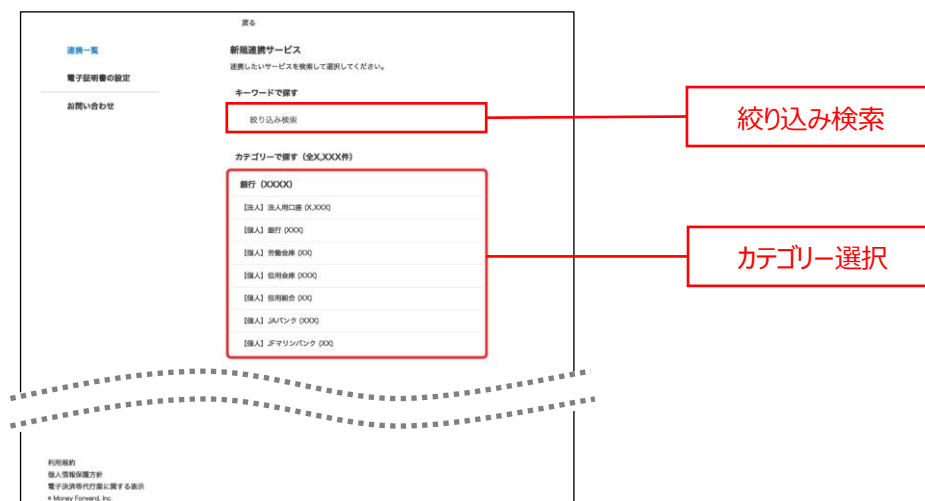 戻る
連携一覧
電子証明書の設定
お問い合わせ
新規連携サービス
連携したいサービスを検索して選択してください。
キーワードで探す
絞り込み検索
カテゴリーで探す（全X,XXX件）
銀行（XXXX）
【法人】法人用口座 (X,XXX)
【個人】銀行 (XXX)
【個人】労働金庫 (XX)
【個人】信用金庫 (XXX)
【個人】信用組合 (XX)
【個人】JAバンク (XXX)
【個人】JFマリンバンク (XX)
絞り込み検索
カテゴリー選択
利用規約
個人情報保護方針
電子決済等代行業に関する表示
© Money Forward, Inc.